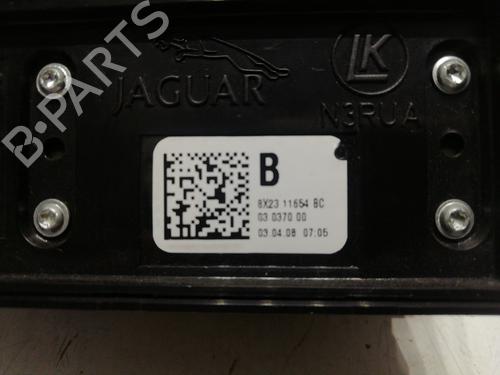 B-PARTS
JAGUAR
LK
N3RUA
B
8X23 11654 BC
03 0370 00
03.04.08 07:05